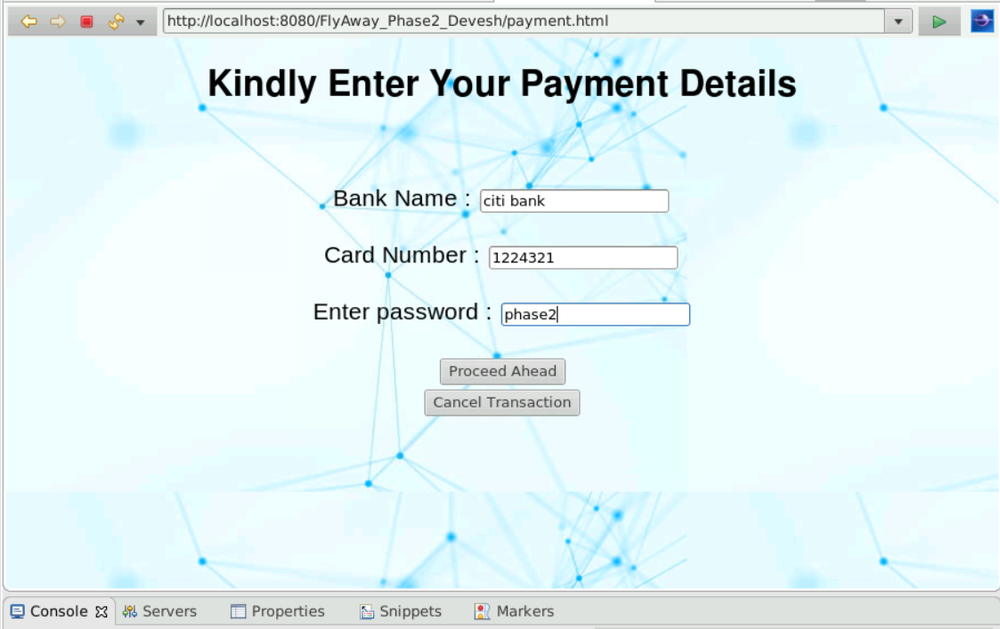 http://localhost:8080/FlyAway_Phase2_Devesh/payment.html
Kindly Enter Your Payment Details
Bank Name : citi bank
Card Number : 1224321
Enter password : phase2
Proceed Ahead
Cancel Transaction
Console Servers Properties Snippets Markers